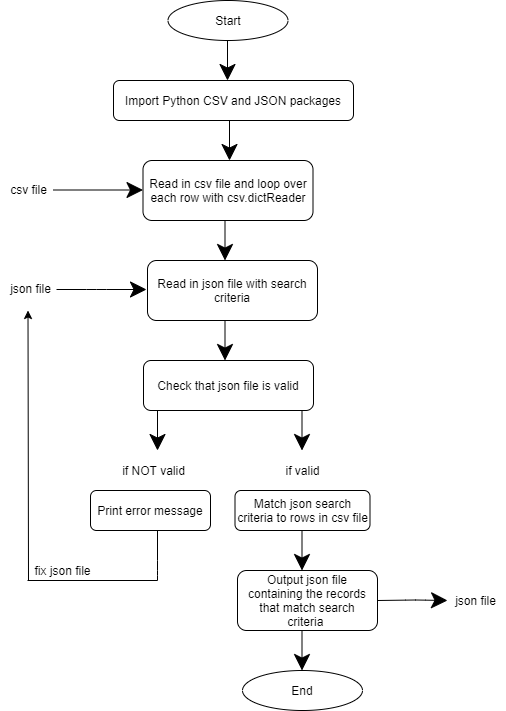 Start
Import Python CSV and JSON packages
csv file
Read in csv file and loop over
each row with csv.dictReader
json file
Read in json file with search
criteria
Check that json file is valid
if NOT valid
if valid
Print error message
Match json search
criteria to rows in csv file
fix json file
Output json file
containing the records
that match search
criteria
json file
End